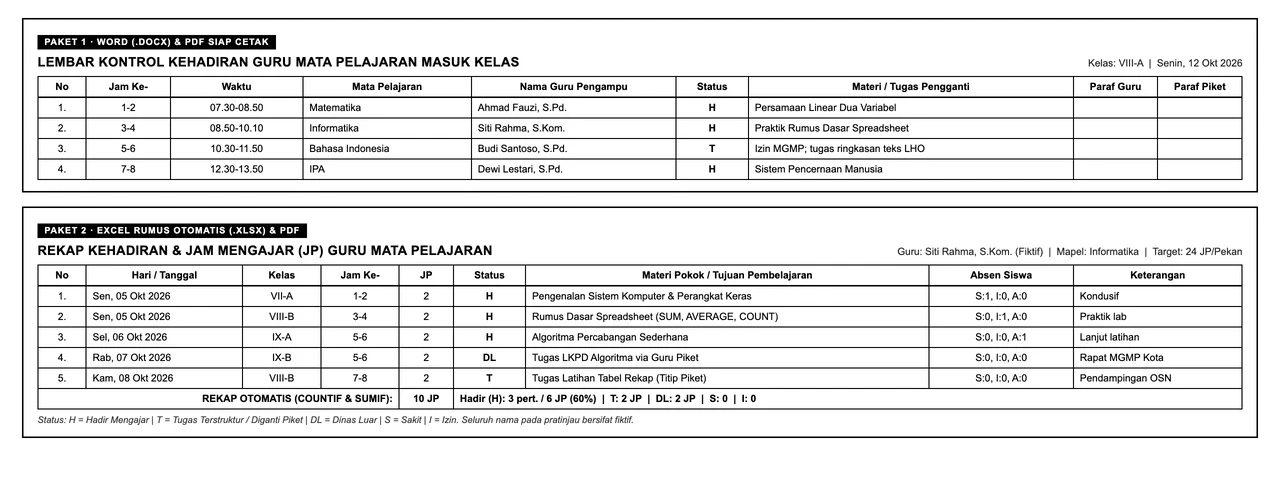 PAKET 1 · WORD (.DOCX) & PDF SIAP CETAK
LEMBAR KONTROL KEHADIRAN GURU MATA PELAJARAN MASUK KELAS
Kelas: VIII-A | Senin, 12 Okt 2026
No Jam Ke- Waktu Mata Pelajaran Nama Guru Pengampu Status Materi / Tugas Pengganti Paraf Guru Paraf Piket
1. 1-2 07.30-08.50 Matematika Ahmad Fauzi, S.Pd. H Persamaan Linear Dua Variabel
2. 3-4 08.50-10.10 Informatika Siti Rahma, S.Kom. H Praktik Rumus Dasar Spreadsheet
3. 5-6 10.30-11.50 Bahasa Indonesia Budi Santoso, S.Pd. T Izin MGMP; tugas ringkasan teks LHO
4. 7-8 12.30-13.50 IPA Dewi Lestari, S.Pd. H Sistem Pencernaan Manusia
PAKET 2 · EXCEL RUMUS OTOMATIS (.XLSX) & PDF
REKAP KEHADIRAN & JAM MENGAJAR (JP) GURU MATA PELAJARAN
Guru: Siti Rahma, S.Kom. (Fiktif) | Mapel: Informatika | Target: 24 JP/Pekan
No Hari / Tanggal Kelas Jam Ke- JP Status Materi Pokok / Tujuan Pembelajaran Absen Siswa Keterangan
1. Sen, 05 Okt 2026 VII-A 1-2 2 H Pengenalan Sistem Komputer & Perangkat Keras S:1, I:0, A:0 Kondusif
2. Sen, 05 Okt 2026 VIII-B 3-4 2 H Rumus Dasar Spreadsheet (SUM, AVERAGE, COUNT) S:0, I:1, A:0 Praktik lab
3. Sel, 06 Okt 2026 IX-A 5-6 2 H Algoritma Percabangan Sederhana S:0, I:0, A:1 Lanjut latihan
4. Rab, 07 Okt 2026 IX-B 5-6 2 DL Tugas LKPD Algoritma via Guru Piket S:0, I:0, A:0 Rapat MGMP Kota
5. Kam, 08 Okt 2026 VIII-B 7-8 2 T Tugas Latihan Tabel Rekap (Titip Piket) S:0, I:0, A:0 Pendampingan OSN
REKAP OTOMATIS (COUNTIF & SUMIF): 10 JP Hadir (H): 3 pert. / 6 JP (60%) | T: 2 JP | DL: 2 JP | S: 0 | I: 0
Status: H = Hadir Mengajar | T = Tugas Terstruktur / Diganti Piket | DL = Dinas Luar | S = Sakit | I = Izin. Seluruh nama pada pratinjau bersifat fiktif.